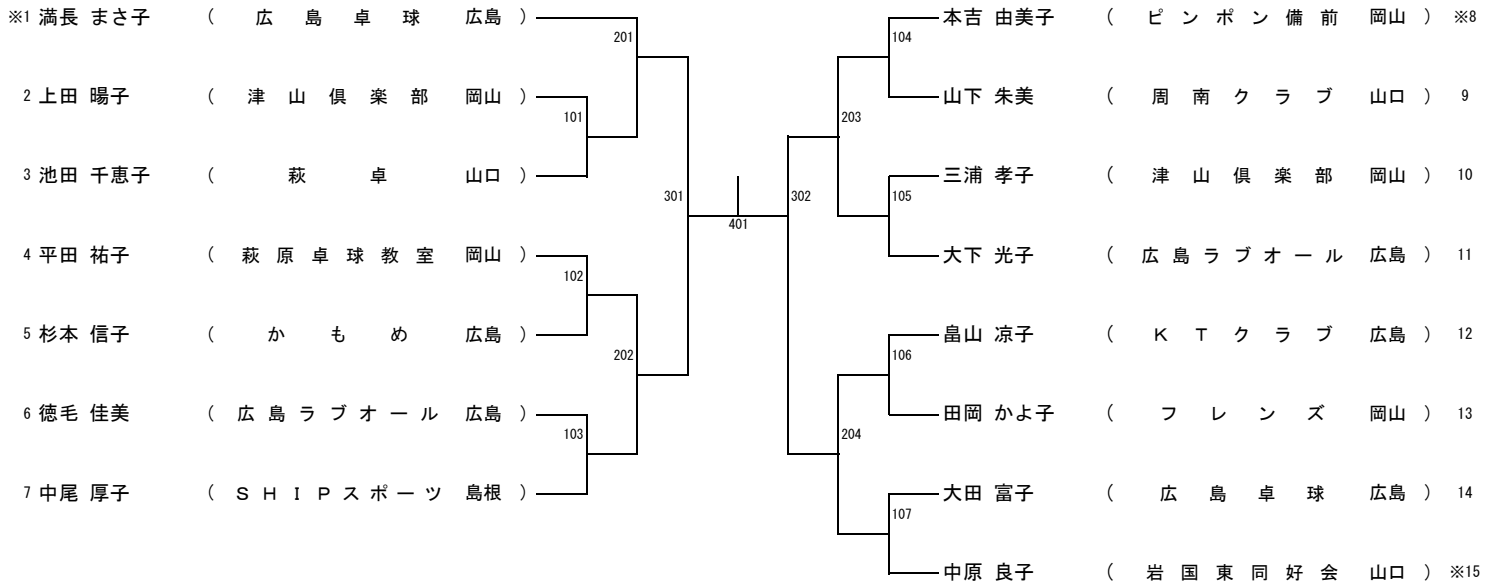 ※1 満長 まさ子 ( 広島卓球 広島 )
201
2 上田 暘子 ( 津山倶楽部 岡山 )
101
3 池田 千恵子 ( 萩卓 山口 )
301
4 平田 祐子 ( 萩原卓球教室 岡山 )
102
5 杉本 信子 ( かもめ 広島 )
202
6 徳毛 佳美 ( 広島ラブオール 広島 )
103
7 中尾 厚子 ( SHIPスポーツ 島根 )
401
本吉 由美子 ( ピンポン備前 岡山 ) ※8
104
山下 朱美 ( 周南クラブ 山口 ) 9
203
三浦 孝子 ( 津山倶楽部 岡山 ) 10
302
105
大下 光子 ( 広島ラブオール 広島 ) 11
畠山 凉子 ( KTクラブ 広島 ) 12
106
田岡 かよ子 ( フレンズ 岡山 ) 13
204
大田 富子 ( 広島卓球 広島 ) 14
107
中原 良子 ( 岩国東同好会 山口 ) ※15